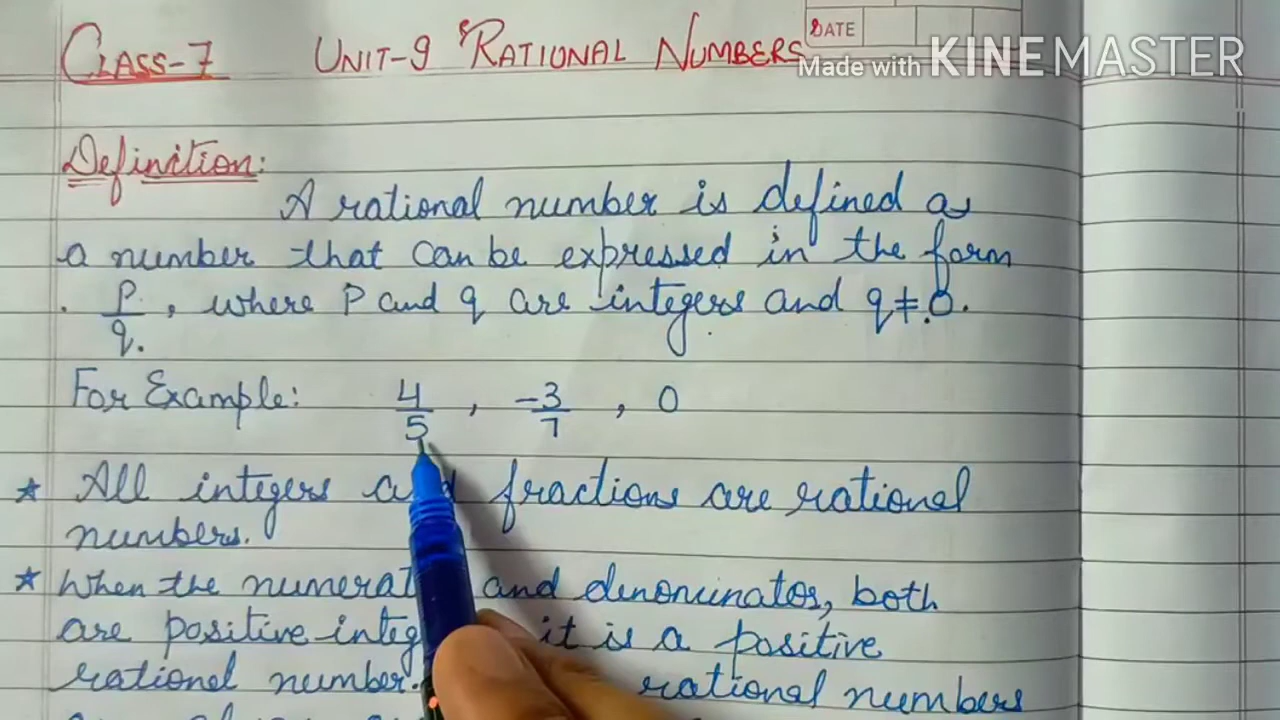 CLASS-7 UNIT-9 RATIONAL NUMBERS
DATE
Made with KINEMASTER
Definition:
A rational number is defined as
a number that can be expressed in the form
p/q, where p and q are integers and q ≠ 0.
For Example: 4/5, -3/7, 0
★ All integers and fractions are rational
numbers.
★ When the numerat and denominator, both
are positive integ it is a positive
rational number. rational numbers